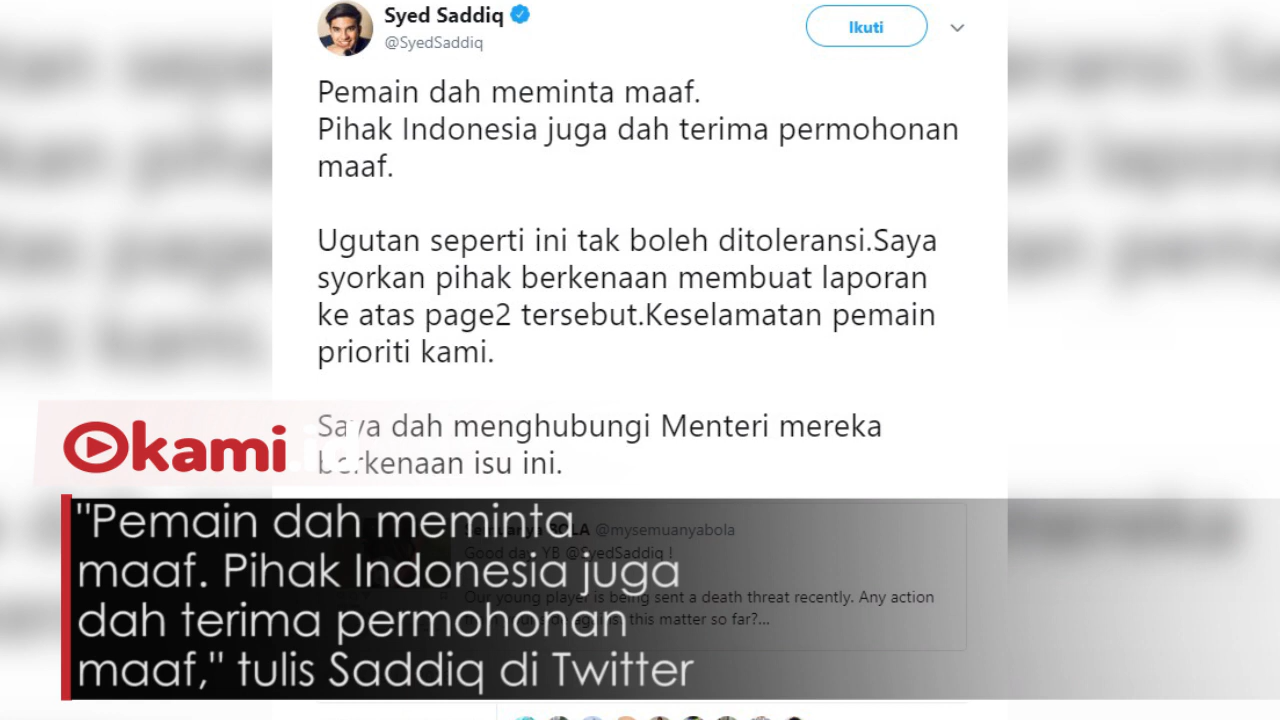 Syed Saddiq
@SyedSaddiq
Ikuti
Pemain dah meminta maaf.
Pihak Indonesia juga dah terima permohonan
maaf.
Ugutan seperti ini tak boleh ditoleransi.Saya
syorkan pihak berkenaan membuat laporan
ke atas page2 tersebut.Keselamatan pemain
prioriti kami.
Saya dah menghubungi Menteri mereka
berkenaan isu ini.
Okami.id
BOLA @mysemuanyabola
Good day YB @SyedSaddiq !
Our young player is being sent a death threat recently. Any action
this matter so far?...
"Pemain dah meminta
maaf. Pihak Indonesia juga
dah terima permohonan
maaf," tulis Saddiq di Twitter